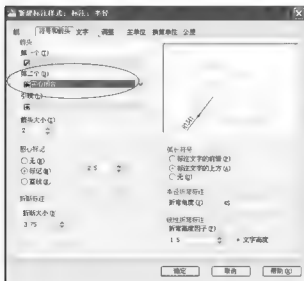 新建标注样式: 标注: 半径
线 符号和箭头 文字 调整 主单位 换算单位 公差
箭头
第一个(T)
第二个(D)
引线(L)
箭头大小(I)
2
圆心标记
无(N)
标记(M)
直线(E)
2.5
折断标注
折断大小(B)
3.75
弧长符号
标注文字的前缀(P)
标注文字的上方(A)
无(O)
半径折弯标注
折弯角度(J) 45
线性折弯标注
折弯高度因子(F)
1.5 * 文字高度
确定 取消 帮助(H)